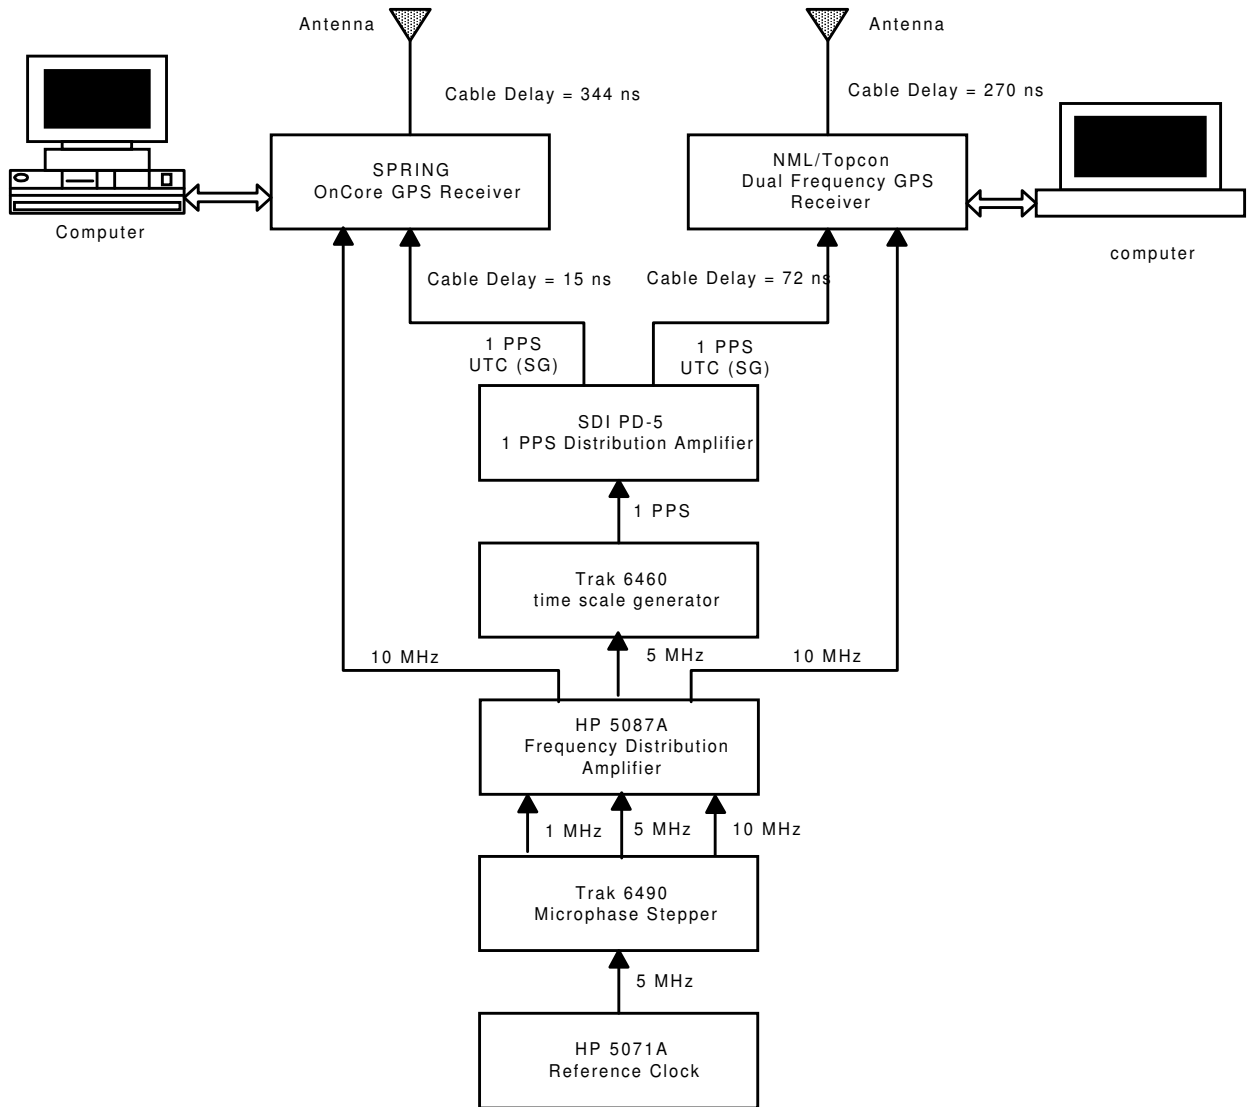 Antenna
Antenna
Cable Delay = 344 ns
Cable Delay = 270 ns
SPRING
OnCore GPS Receiver
NML/Topcon
Dual Frequency GPS
Receiver
Computer
computer
Cable Delay = 15 ns
Cable Delay = 72 ns
1 PPS
UTC (SG)
1 PPS
UTC (SG)
SDI PD-5
1 PPS Distribution Amplifier
1 PPS
Trak 6460
time scale generator
10 MHz
5 MHz
10 MHz
HP 5087A
Frequency Distribution
Amplifier
1 MHz
5 MHz
10 MHz
Trak 6490
Microphase Stepper
5 MHz
HP 5071A
Reference Clock